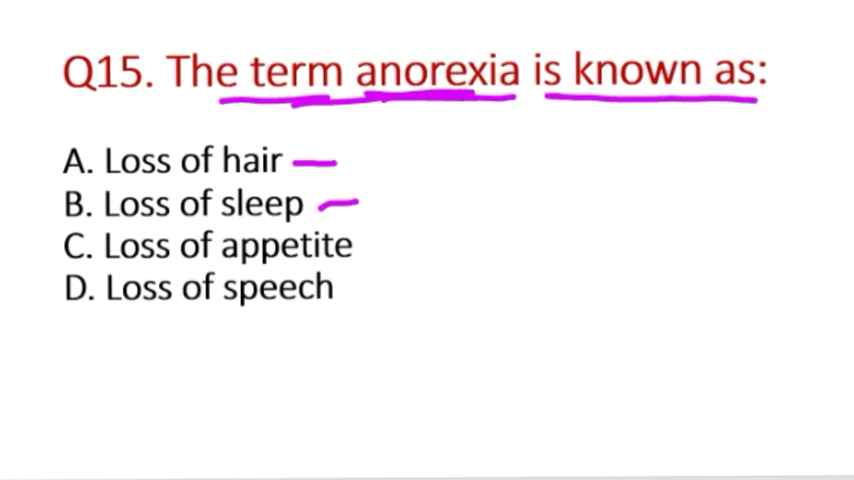 Q15. The term anorexia is known as:
A. Loss of hair
B. Loss of sleep
C. Loss of appetite
D. Loss of speech